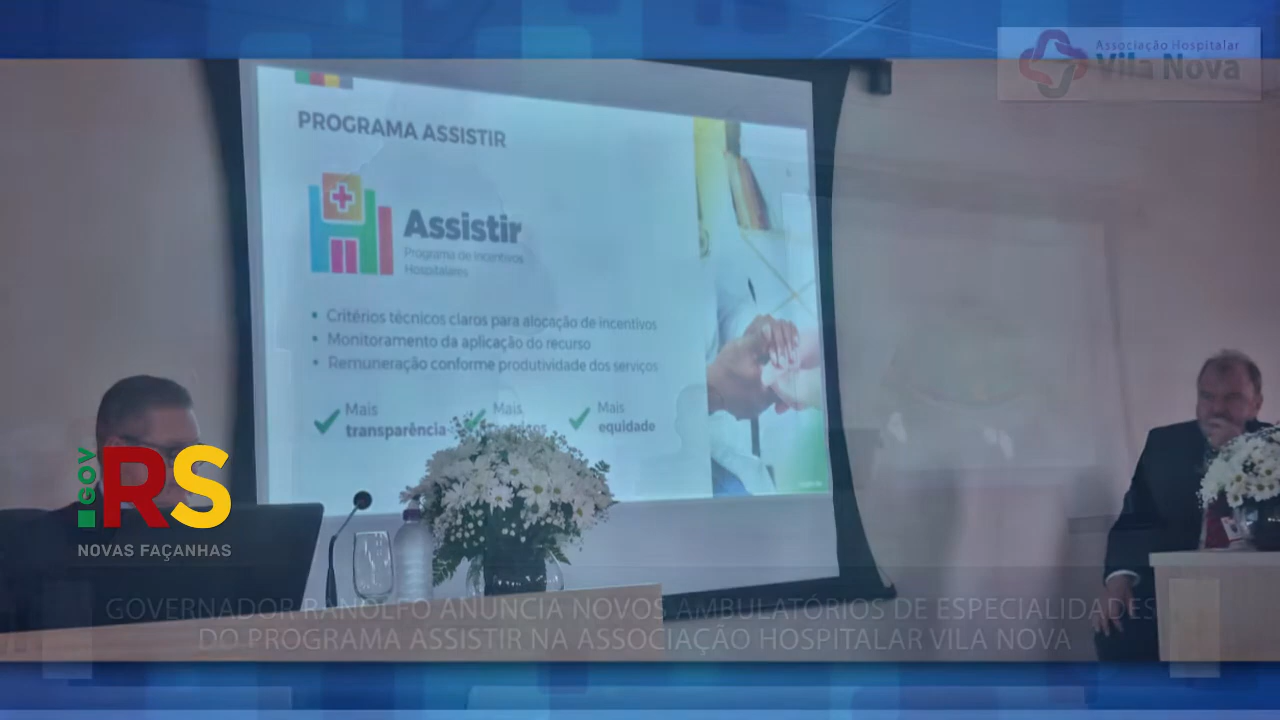 Associação Hospitalar
Vila Nova
PROGRAMA ASSISTIR
Assistir
Programa de Incentivos
Hospitalares
• Critérios técnicos claros para alocação de incentivos
• Monitoramento da aplicação do recurso
• Remuneração conforme produtividade dos serviços
Mais
transparência
Mais
Mais
equidade
.GOV
RS
NOVAS FAÇANHAS
GOVERNADOR RANOLFO ANUNCIA NOVOS AMBULATÓRIOS DE ESPECIALIDADES
DO PROGRAMA ASSISTIR NA ASSOCIAÇÃO HOSPITALAR VILA NOVA